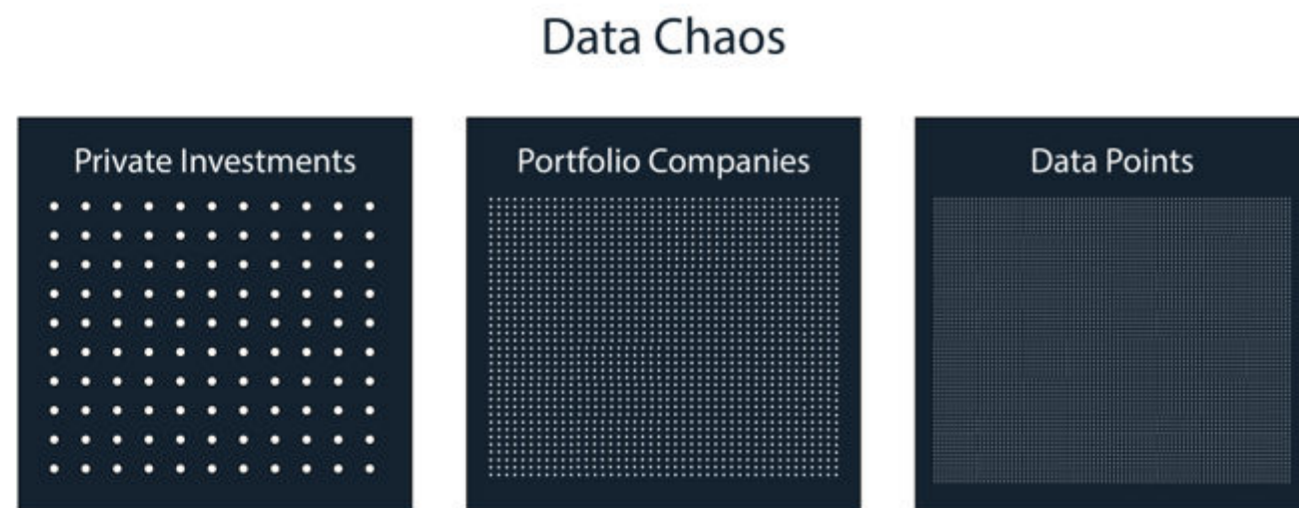 Data Chaos
Private Investments
Portfolio Companies
Data Points